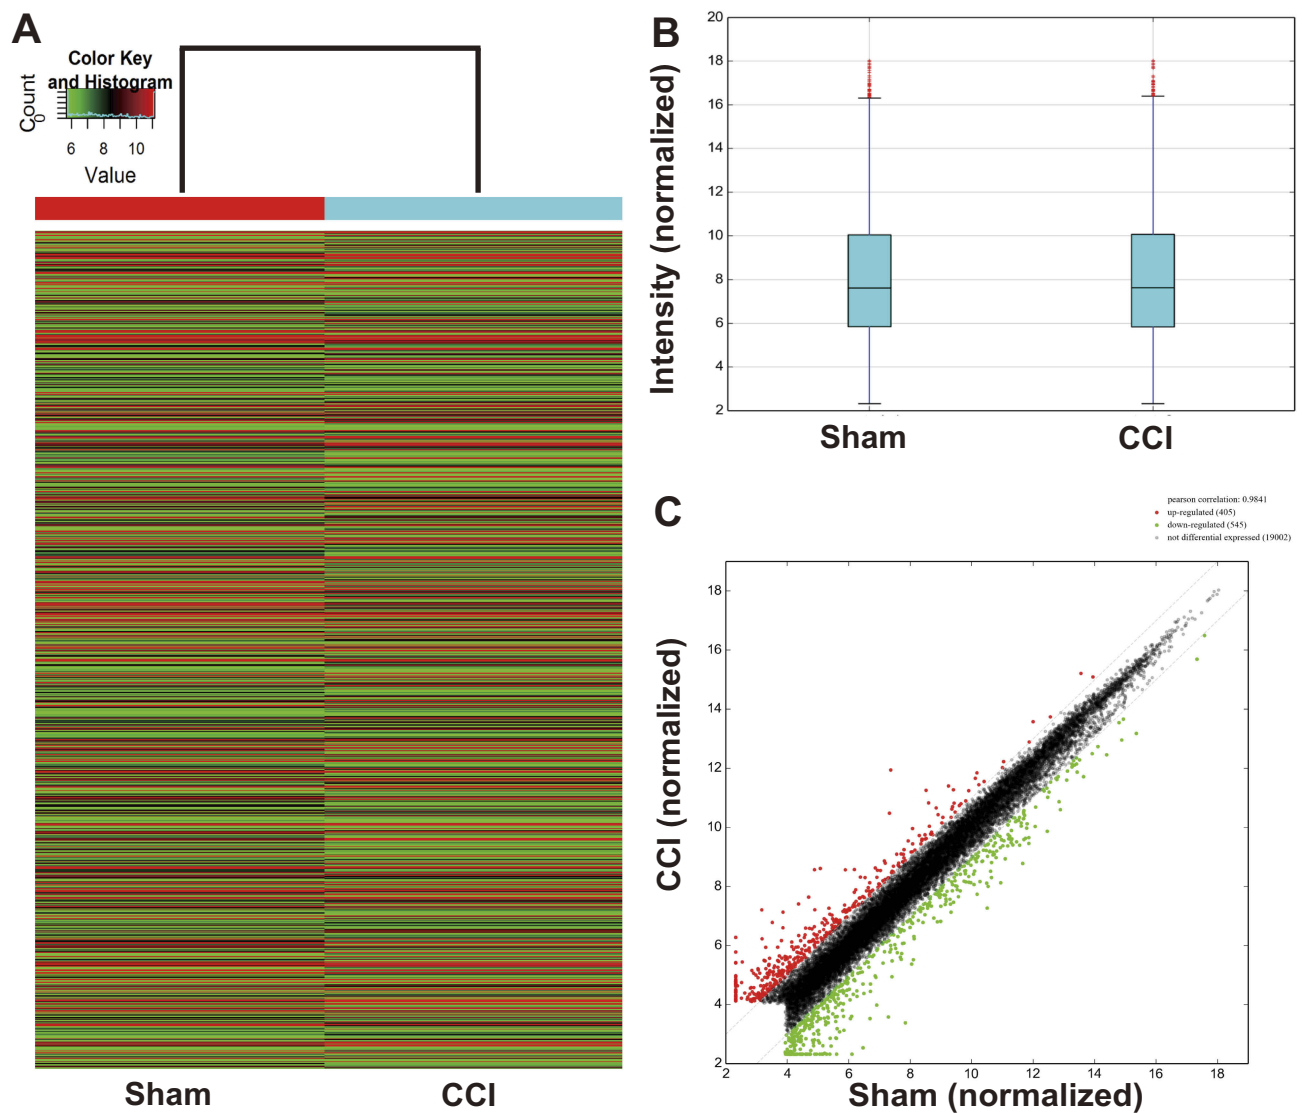 A
Color Key
and Histogram
Count
0
6 8 10
Value
Sham CCI
B
Intensity (normalized)
20
18
16
14
12
10
8
6
4
2
Sham CCI
C
pearson correlation: 0.9841
up-regulated (405)
down-regulated (545)
not differential expressed (19002)
CCI (normalized)
18
16
14
12
10
8
6
4
2
2 4 6 8 10 12 14 16 18
Sham (normalized)